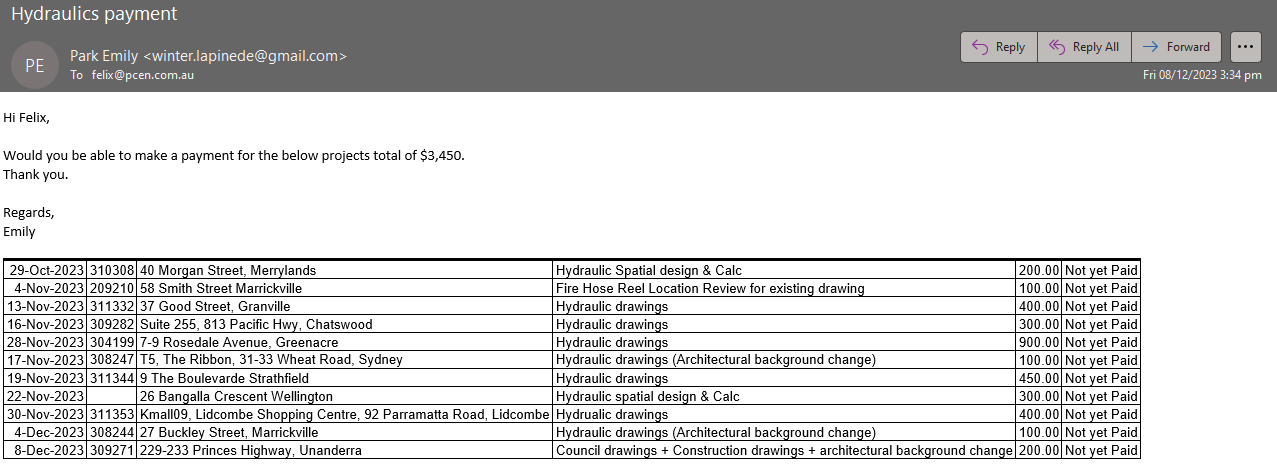 Hydraulics payment
PE
Park Emily <winter.lapinede@gmail.com>
To felix@pcen.com.au
Reply
Reply All
Forward
...
Fri 08/12/2023 3:34 pm
Hi Felix,
Would you be able to make a payment for the below projects total of $3,450.
Thank you.
Regards,
Emily
29-Oct-2023 310308 40 Morgan Street, Merrylands Hydraulic Spatial design & Calc 200.00 Not yet Paid
4-Nov-2023 209210 58 Smith Street Marrickville Fire Hose Reel Location Review for existing drawing 100.00 Not yet Paid
13-Nov-2023 311332 37 Good Street, Granville Hydraulic drawings 400.00 Not yet Paid
16-Nov-2023 309282 Suite 255, 813 Pacific Hwy, Chatswood Hydraulic drawings 300.00 Not yet Paid
28-Nov-2023 304199 7-9 Rosedale Avenue, Greenacre Hydraulic drawings 900.00 Not yet Paid
17-Nov-2023 308247 T5, The Ribbon, 31-33 Wheat Road, Sydney Hydraulic drawings (Architectural background change) 100.00 Not yet Paid
19-Nov-2023 311344 9 The Boulevarde Strathfield Hydraulic drawings 450.00 Not yet Paid
22-Nov-2023 26 Bangalla Crescent Wellington Hydraulic spatial design & Calc 300.00 Not yet Paid
30-Nov-2023 311353 Kmall09, Lidcombe Shopping Centre, 92 Parramatta Road, Lidcombe Hydraulic drawings 400.00 Not yet Paid
4-Dec-2023 308244 27 Buckley Street, Marrickville Hydraulic drawings (Architectural background change) 100.00 Not yet Paid
8-Dec-2023 309271 229-233 Princes Highway, Unanderra Council drawings + Construction drawings + architectural background change 200.00 Not yet Paid